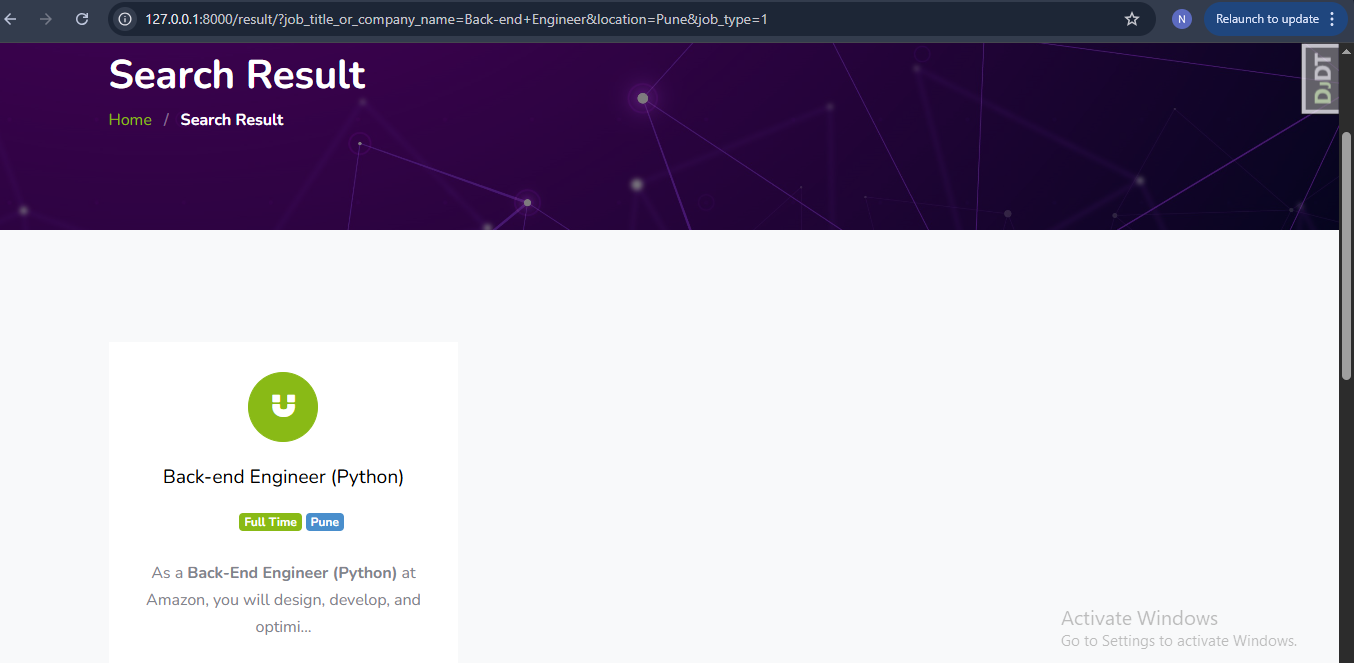 127.0.0.1:8000/result/?job_title_or_company_name=Back-end+Engineer&location=Pune&job_type=1
N
Relaunch to update
Search Result
DJDT
Home / Search Result
Back-end Engineer (Python)
Full Time Pune
As a Back-End Engineer (Python) at
Amazon, you will design, develop, and
optimi...
Activate Windows
Go to Settings to activate Windows.